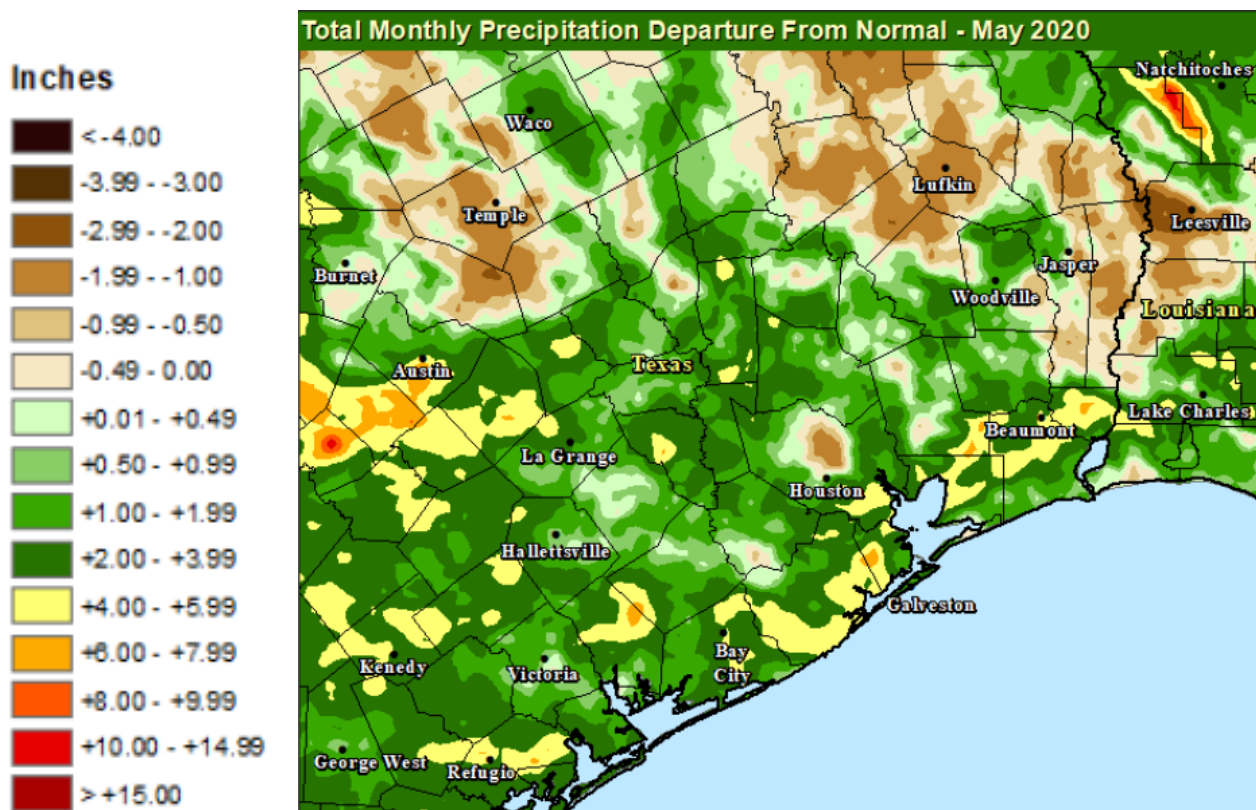 Total Monthly Precipitation Departure From Normal - May 2020
Inches
< -4.00
-3.99 - -3.00
-2.99 - -2.00
-1.99 - -1.00
-0.99 - -0.50
-0.49 - 0.00
+0.01 - +0.49
+0.50 - +0.99
+1.00 - +1.99
+2.00 - +3.99
+4.00 - +5.99
+6.00 - +7.99
+8.00 - +9.99
+10.00 - +14.99
> +15.00
Natchitoches
Waco
Lufkin
Temple
Leesville
Burnet
Jasper
Woodville
Louisiana
Austin
Texas
Lake Charles
Beaumont
La Grange
Houston
Hallettsville
Galveston
Kenedy
Victoria
Bay
City
George West
Refugio